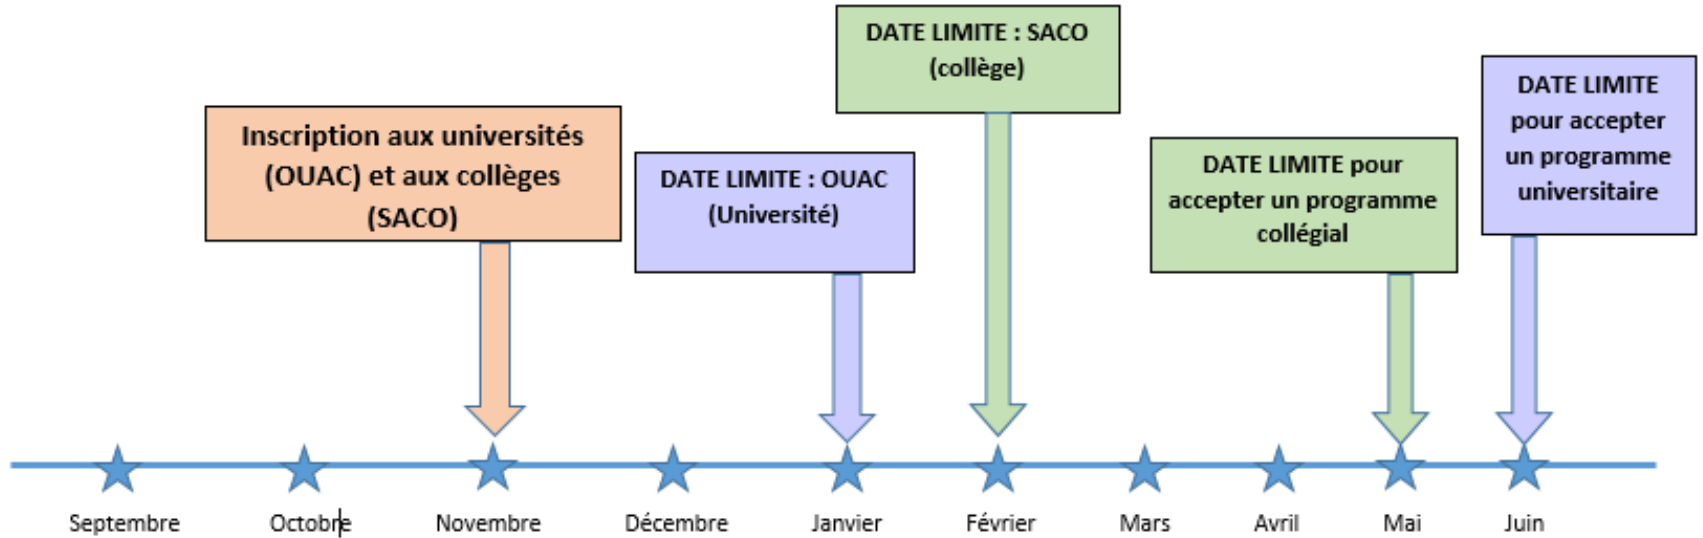 Inscription aux universités
(OUAC) et aux collèges
(SACO)
DATE LIMITE : OUAC
(Université)
DATE LIMITE : SACO
(collège)
DATE LIMITE pour
accepter un programme
collégial
DATE LIMITE
pour accepter
un programme
universitaire
Septembre
Octobre
Novembre
Décembre
Janvier
Février
Mars
Avril
Mai
Juin